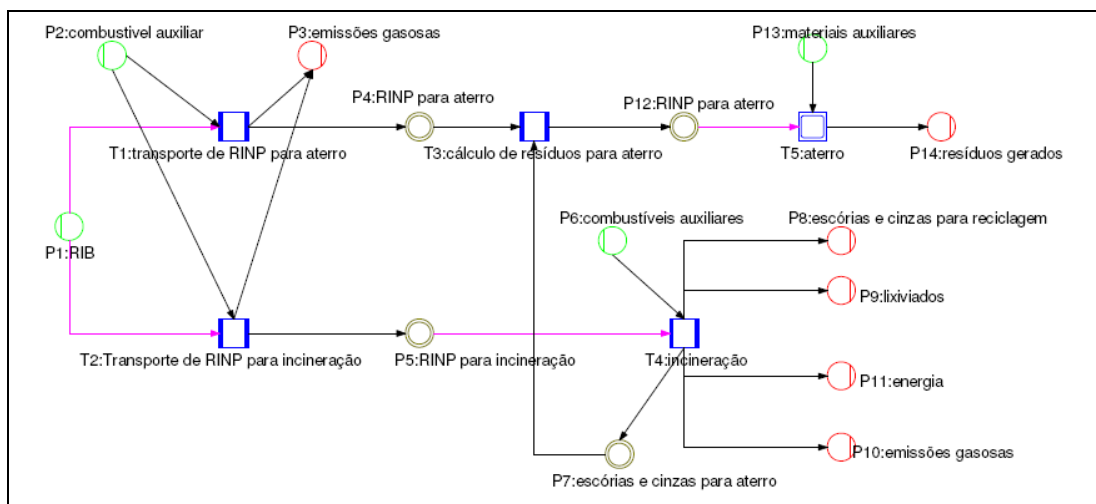 P2:combustivel auxiliar
P3:emissões gasosas
P13:materiais auxiliares
P4:RINP para aterro
P12:RINP para aterro
T1:transporte de RINP para aterro
T3:cálculo de resíduos para aterro
T5:aterro
P14:resíduos gerados
P6:combustíveis auxiliares
P8:escórias e cinzas para reciclagem
P1:RIB
P9:lixiviados
T2:Transporte de RINP para incineração
P5:RINP para incineração
T4:incineração
P11:energia
P10:emissões gasosas
P7:escórias e cinzas para aterro